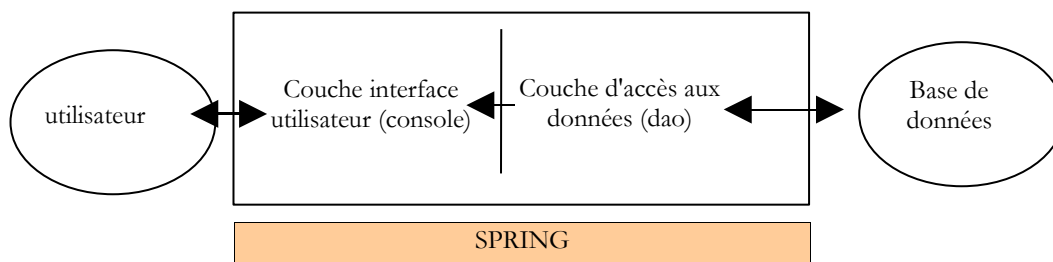 utilisateur
Couche interface
utilisateur (console)
Couche d'accès aux
données (dao)
Base de
données
SPRING